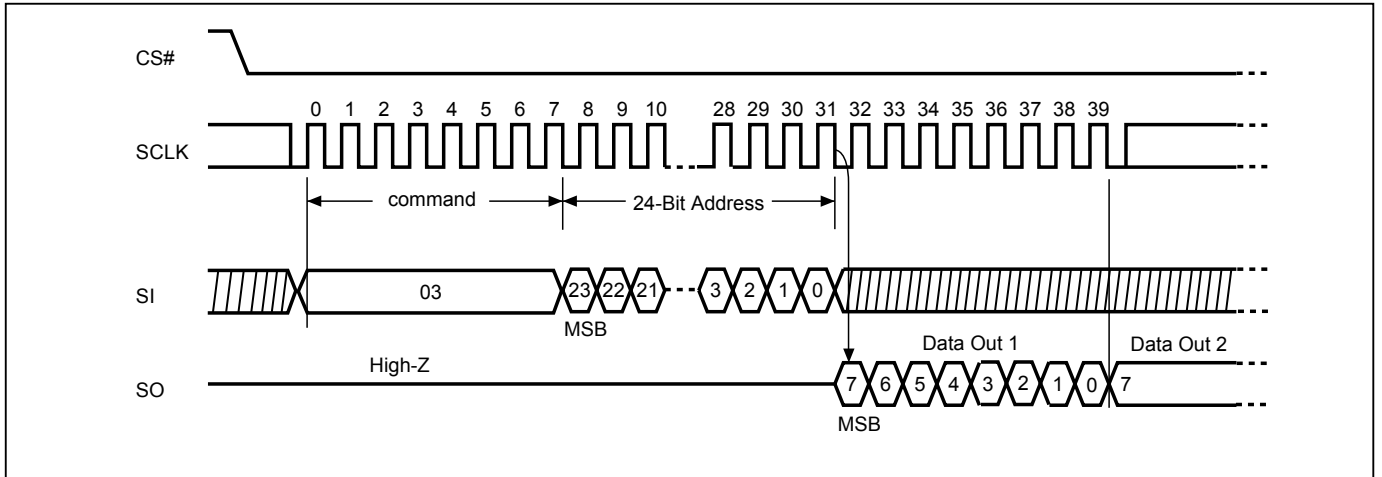 CS#
0 1 2 3 4 5 6 7 8 9 10 28 29 30 31 32 33 34 35 36 37 38 39
SCLK
command 24-Bit Address
SI 03 23 22 21 3 2 1 0
MSB
Data Out 1 Data Out 2
High-Z
SO 7 6 5 4 3 2 1 0 7
MSB